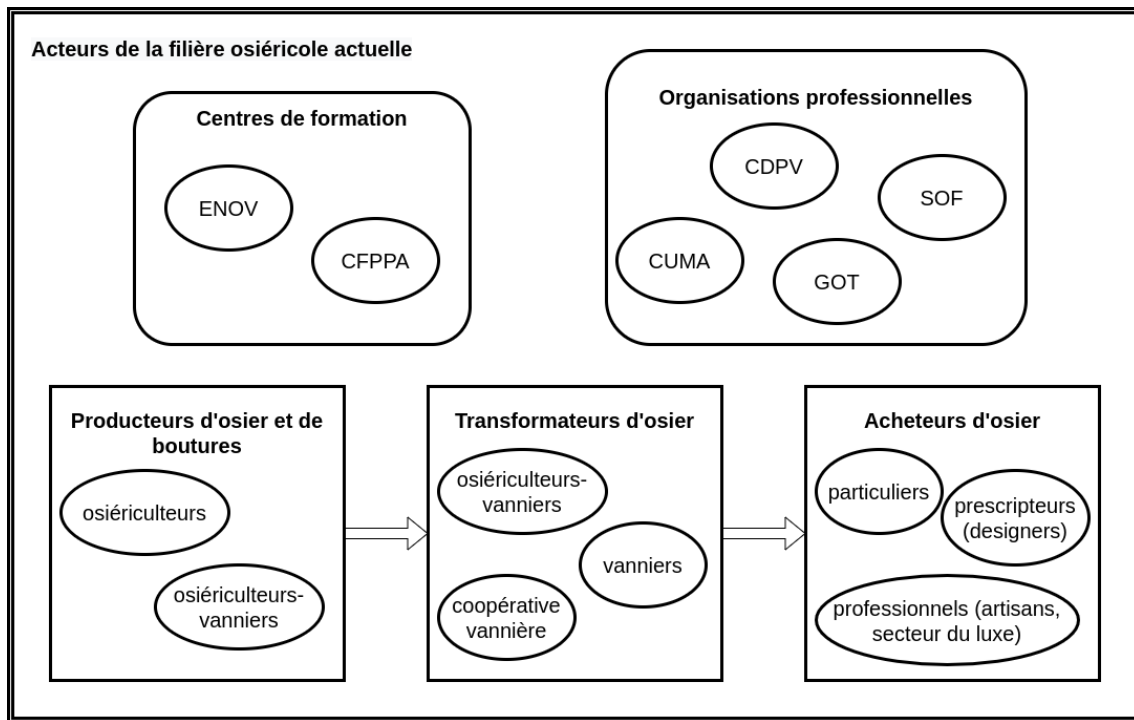 Acteurs de la filière osiéricole actuelle
Centres de formation
ENOV
CFPPA
Organisations professionnelles
CDPV
SOF
CUMA
GOT
Producteurs d'osier et de
boutures
osiériculteurs
osiériculteurs-
vanniers
Transformateurs d'osier
osiériculteurs-
vanniers
vanniers
coopérative
vannière
Acheteurs d'osier
particuliers
prescripteurs
(designers)
professionnels (artisans,
secteur du luxe)